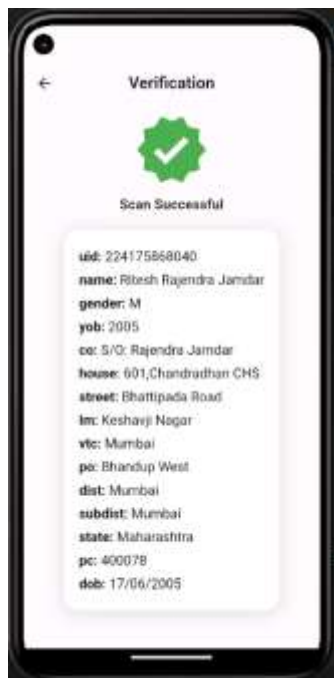 Verification
Scan Successful
uid: 224175868040
name: Ritesh Rajendra Jamdar
gender: M
yob: 2005
co: S/O: Rajendra Jamdar
house: 601,Chandradhan CHS
street: Bhattipada Road
lm: Keshavji Nagar
vtc: Mumbai
po: Bhandup West
dist: Mumbai
subdist: Mumbai
state: Maharashtra
pc: 400078
dob: 17/06/2005